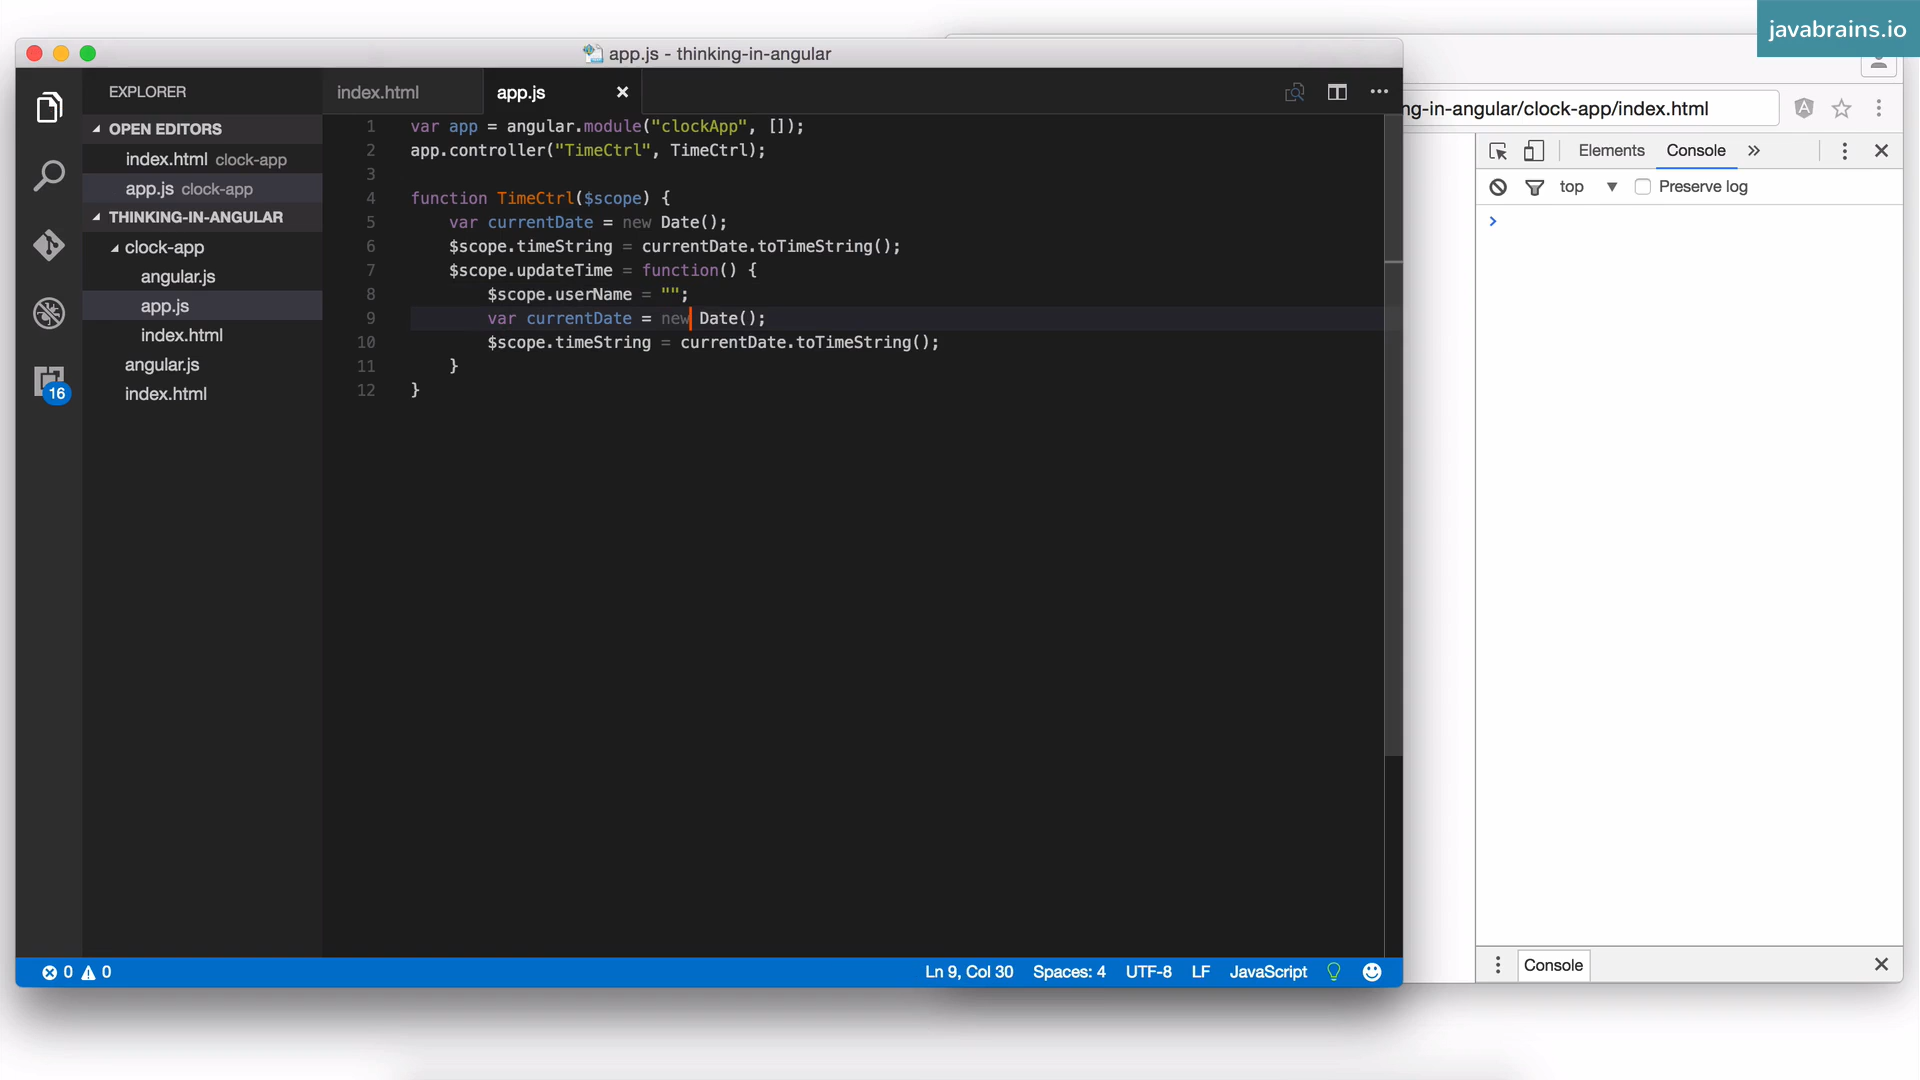 javabrains.io
app.js - thinking-in-angular
EXPLORER
OPEN EDITORS
index.html clock-app
app.js clock-app
THINKING-IN-ANGULAR
clock-app
angular.js
app.js
index.html
angular.js
index.html
16
index.html
app.js
1 var app = angular.module("clockApp", []);
2 app.controller("TimeCtrl", TimeCtrl);
3
4 function TimeCtrl($scope) {
5 var currentDate = new Date();
6 $scope.timeString = currentDate.toTimeString();
7 $scope.updateTime = function() {
8 $scope.userName = "";
9 var currentDate = new Date();
10 $scope.timeString = currentDate.toTimeString();
11 }
12 }
0 0
Ln 9, Col 30 Spaces: 4 UTF-8 LF JavaScript
ng-in-angular/clock-app/index.html
Elements Console »
top Preserve log
>
Console